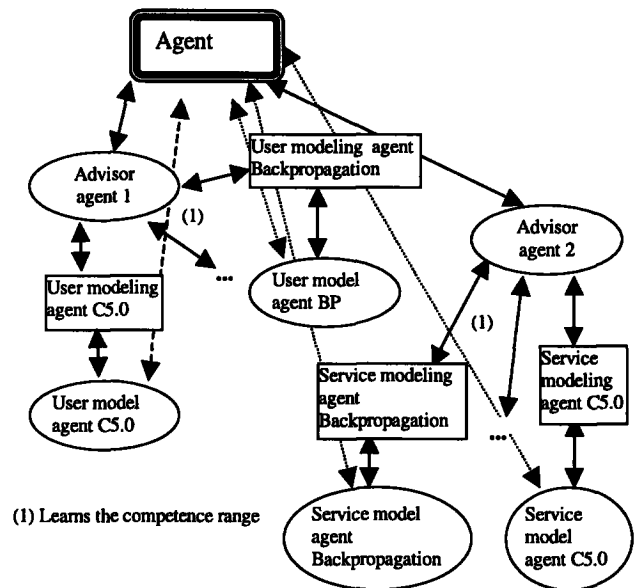 Agent
User modeling agent
Backpropagation
Advisor
agent 1
(1)
Advisor
agent 2
...
User modeling
agent C5.0
User model
agent BP
(1)
Service modeling
agent
Backpropagation
Service
modeling
agent C5.0
User model
agent C5.0
...
(1) Learns the competence range
Service model
agent
Backpropagation
Service
model
agent C5.0